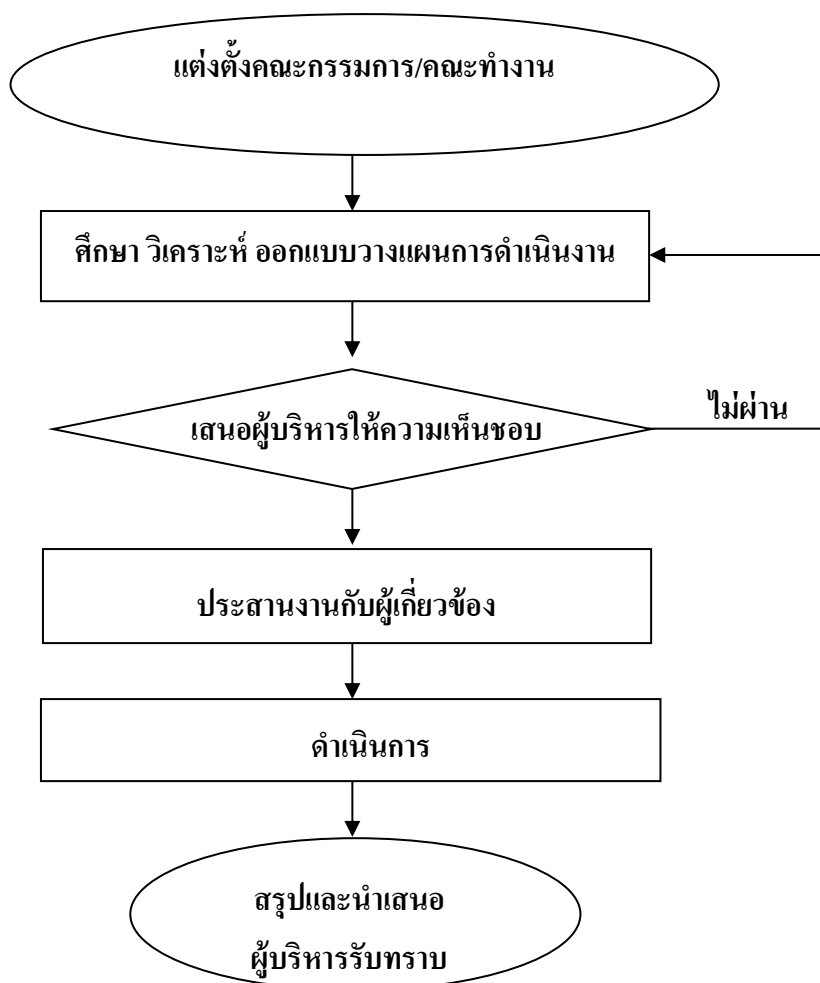 แต่งตั้งคณะกรรมการ/คณะทำงาน
ศึกษา วิเคราะห์ ออกแบบวางแผนการดำเนินงาน
ไม่ผ่าน
เสนอผู้บริหารให้ความเห็นชอบ
ประสานงานกับผู้เกี่ยวข้อง
ดำเนินการ
สรุปและนำเสนอ
ผู้บริหารรับทราบ